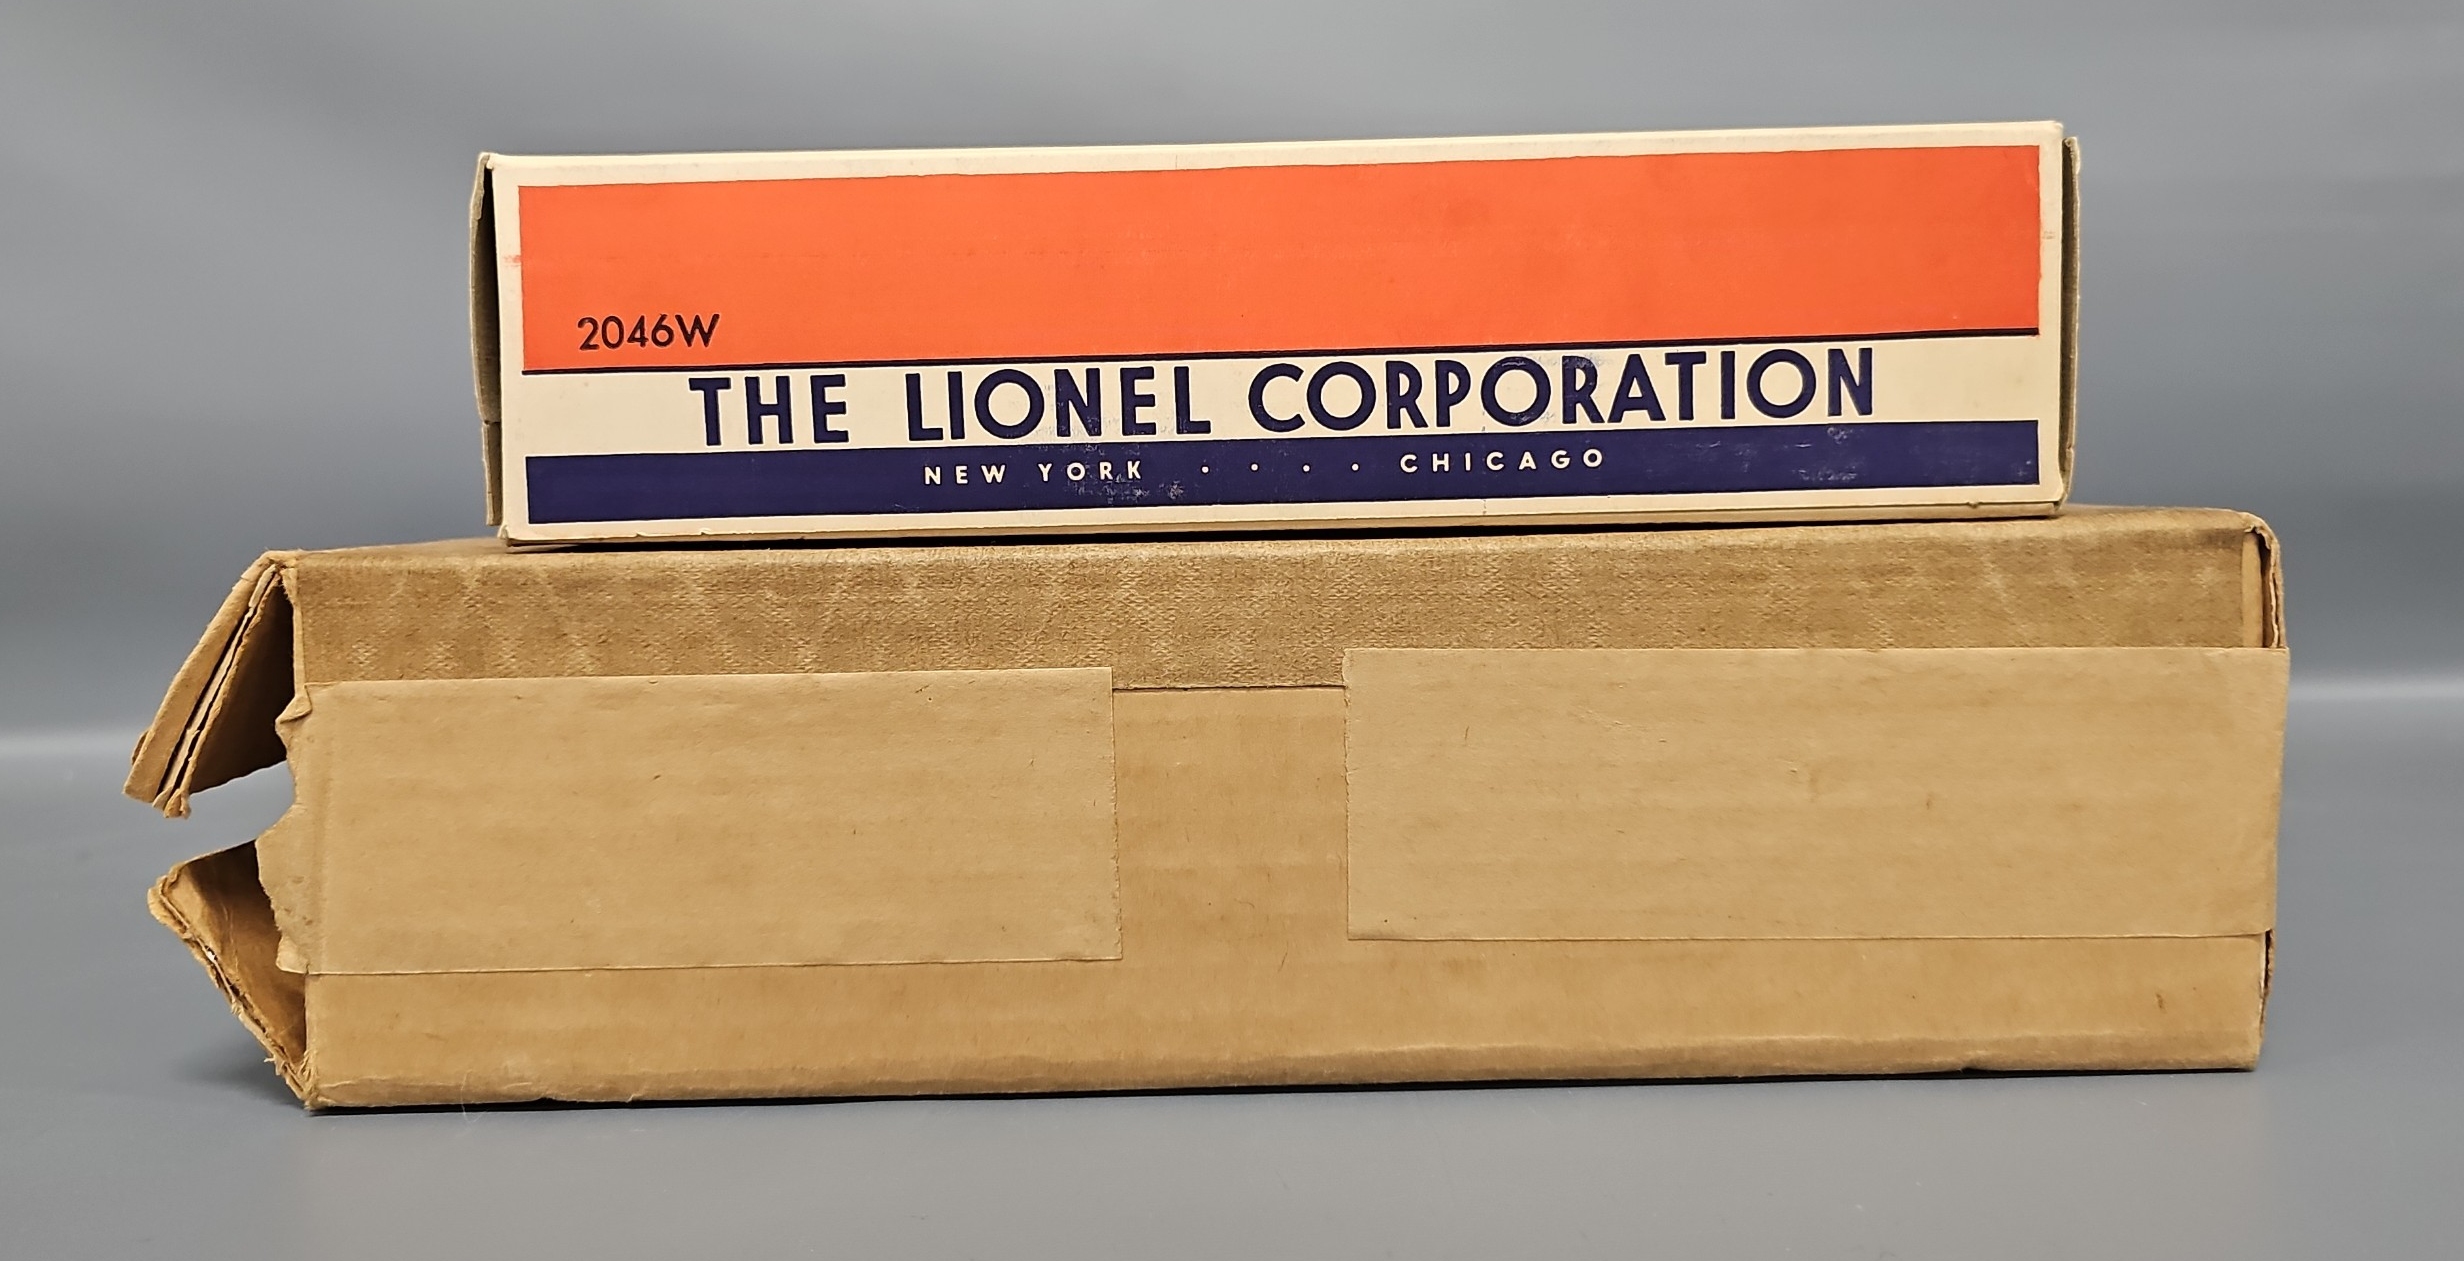 2046W
THE LIONEL CORPORATION
NEW YORK . . . . CHICAGO